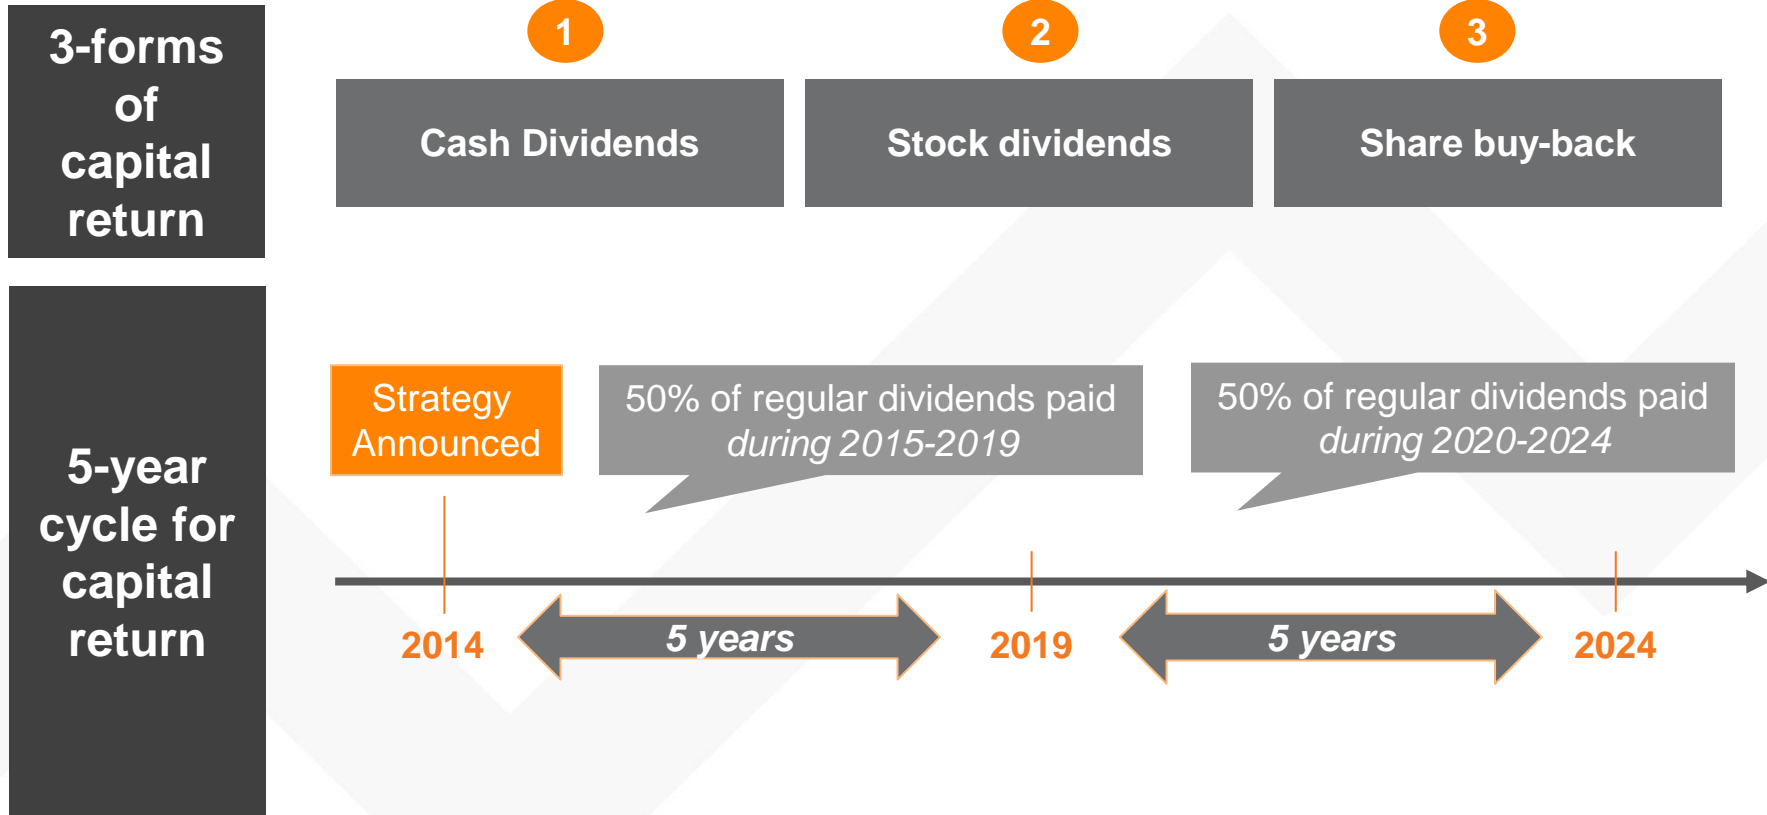 3-forms
of
capital
return
1
2
3
Cash Dividends
Stock dividends
Share buy-back
5-year
cycle for
capital
return
Strategy
Announced
50% of regular dividends paid
during 2015-2019
50% of regular dividends paid
during 2020-2024
2014
5 years
2019
5 years
2024